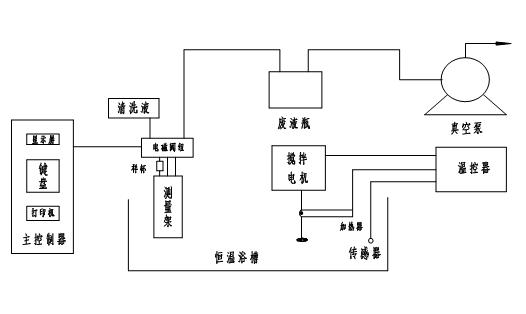 清洗液
废液瓶
真空泵
显示屏
键
盘
打印机
主控制器
电磁阀组
样杯
测
量
架
搅拌
电机
温控器
加热器
传感器
恒温浴槽